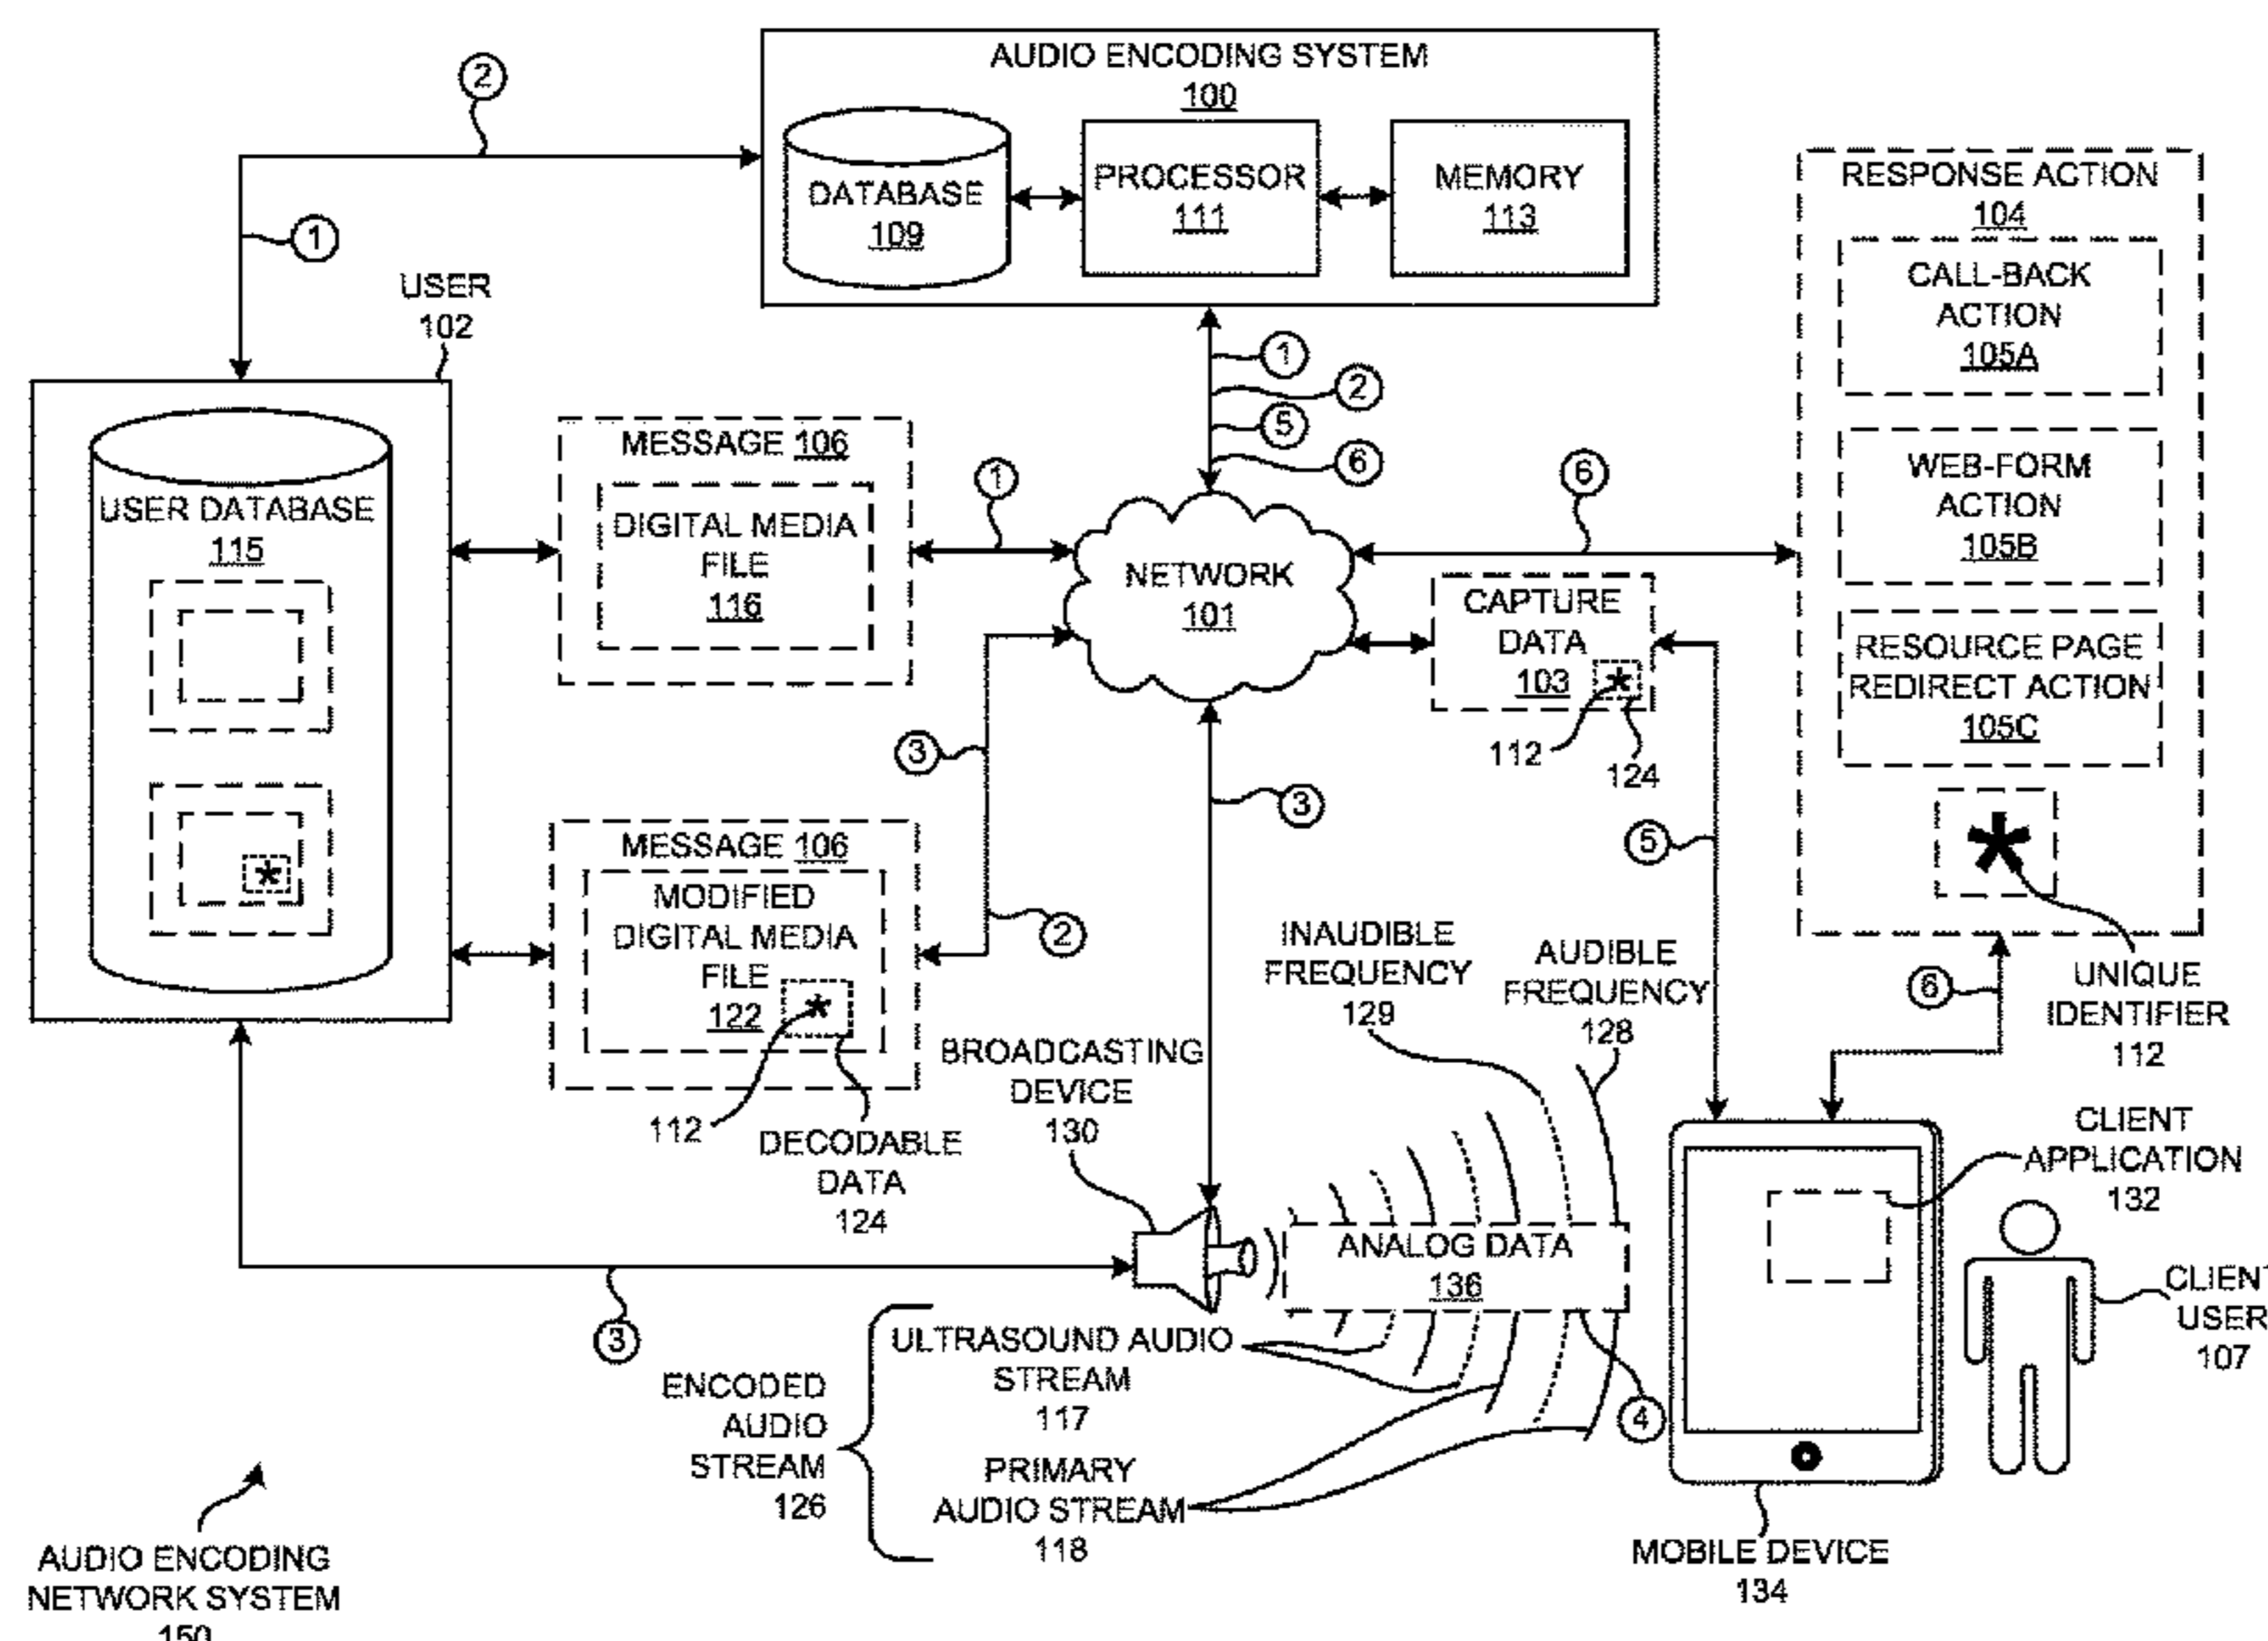 AUDIO ENCODING SYSTEM
100
DATABASE
109
PROCESSOR
111
MEMORY
113
2
1
USER
102
USER DATABASE
115
*
MESSAGE 106
DIGITAL MEDIA
FILE
116
1
1
2
5
6
NETWORK
101
6
CAPTURE
DATA
103
*
112
124
RESPONSE ACTION
104
CALL-BACK
ACTION
105A
WEB-FORM
ACTION
105B
RESOURCE PAGE
REDIRECT ACTION
105C
*
UNIQUE
IDENTIFIER
112
6
5
3
2
3
MESSAGE 106
MODIFIED
DIGITAL MEDIA
FILE
122
*
112
DECODABLE
DATA
124
BROADCASTING
DEVICE
130
INAUDIBLE
FREQUENCY
129
AUDIBLE
FREQUENCY
128
ANALOG DATA
136
4
3
ENCODED
AUDIO
STREAM
126
ULTRASOUND AUDIO
STREAM
117
PRIMARY
AUDIO STREAM
118
CLIENT
APPLICATION
132
CLIENT
USER
107
MOBILE DEVICE
134
AUDIO ENCODING
NETWORK SYSTEM
150